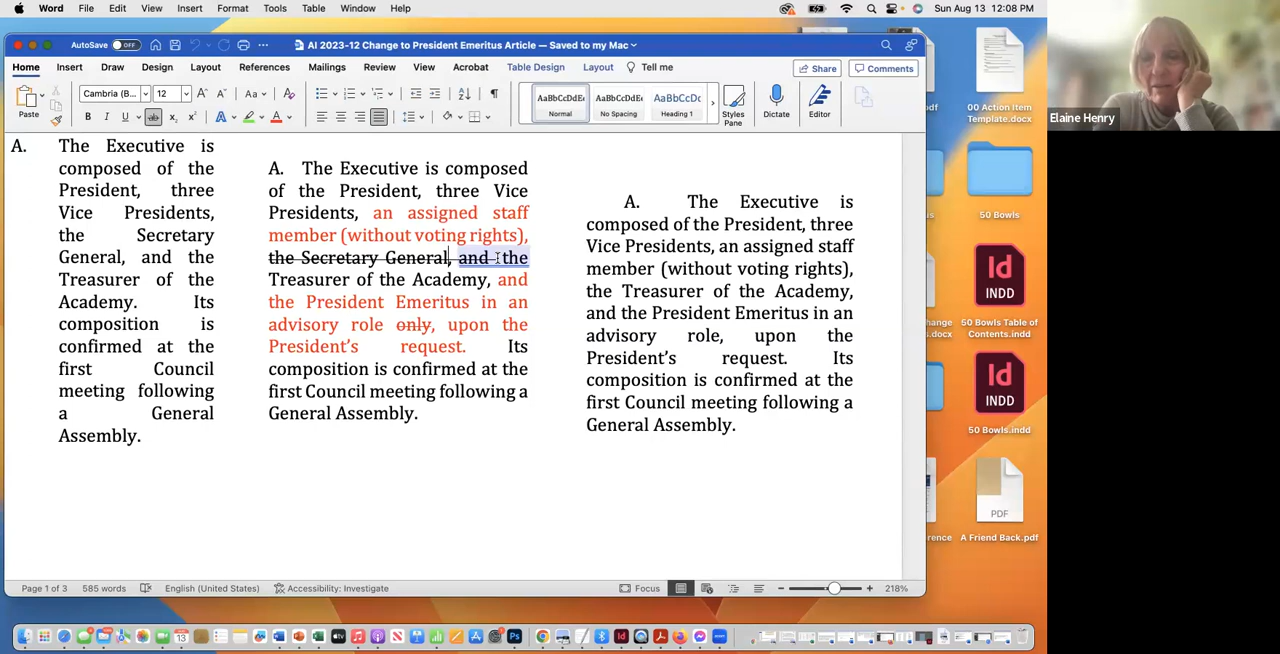 Word File Edit View Insert Format Tools Table Window Help Sun Aug 13 12:08 PM
AutoSave OFF AI 2023-12 Change to President Emeritus Article — Saved to my Mac
Home Insert Draw Design Layout References Mailings Review View Acrobat Table Design Layout Tell me Share Comments
Paste
Cambria (B... 12
AaBbCcDdEe AaBbCcDdEe AaBbCcDc
Normal No Spacing Heading 1
Styles Pane
Dictate
Editor
A. The Executive is
composed of the
President, three
Vice Presidents,
the Secretary
General, and the
Treasurer of the
Academy. Its
composition is
confirmed at the
first Council
meeting following
a General
Assembly.
A. The Executive is composed
of the President, three Vice
Presidents, an assigned staff
member (without voting rights),
the Secretary General, and the
Treasurer of the Academy, and
the President Emeritus in an
advisory role only, upon the
President's request. Its
composition is confirmed at the
first Council meeting following a
General Assembly.
A. The Executive is
composed of the President, three
Vice Presidents, an assigned staff
member (without voting rights),
the Treasurer of the Academy,
and the President Emeritus in an
advisory role, upon the
President's request. Its
composition is confirmed at the
first Council meeting following a
General Assembly.
Page 1 of 3 585 words English (United States) Accessibility: Investigate Focus 218%
00 Action Item
Template.docx
50 Bowls
INDD
50 Bowls Table of
Contents.indd
INDD
50 Bowls.indd
PDF
A Friend Back.pdf
Elaine Henry